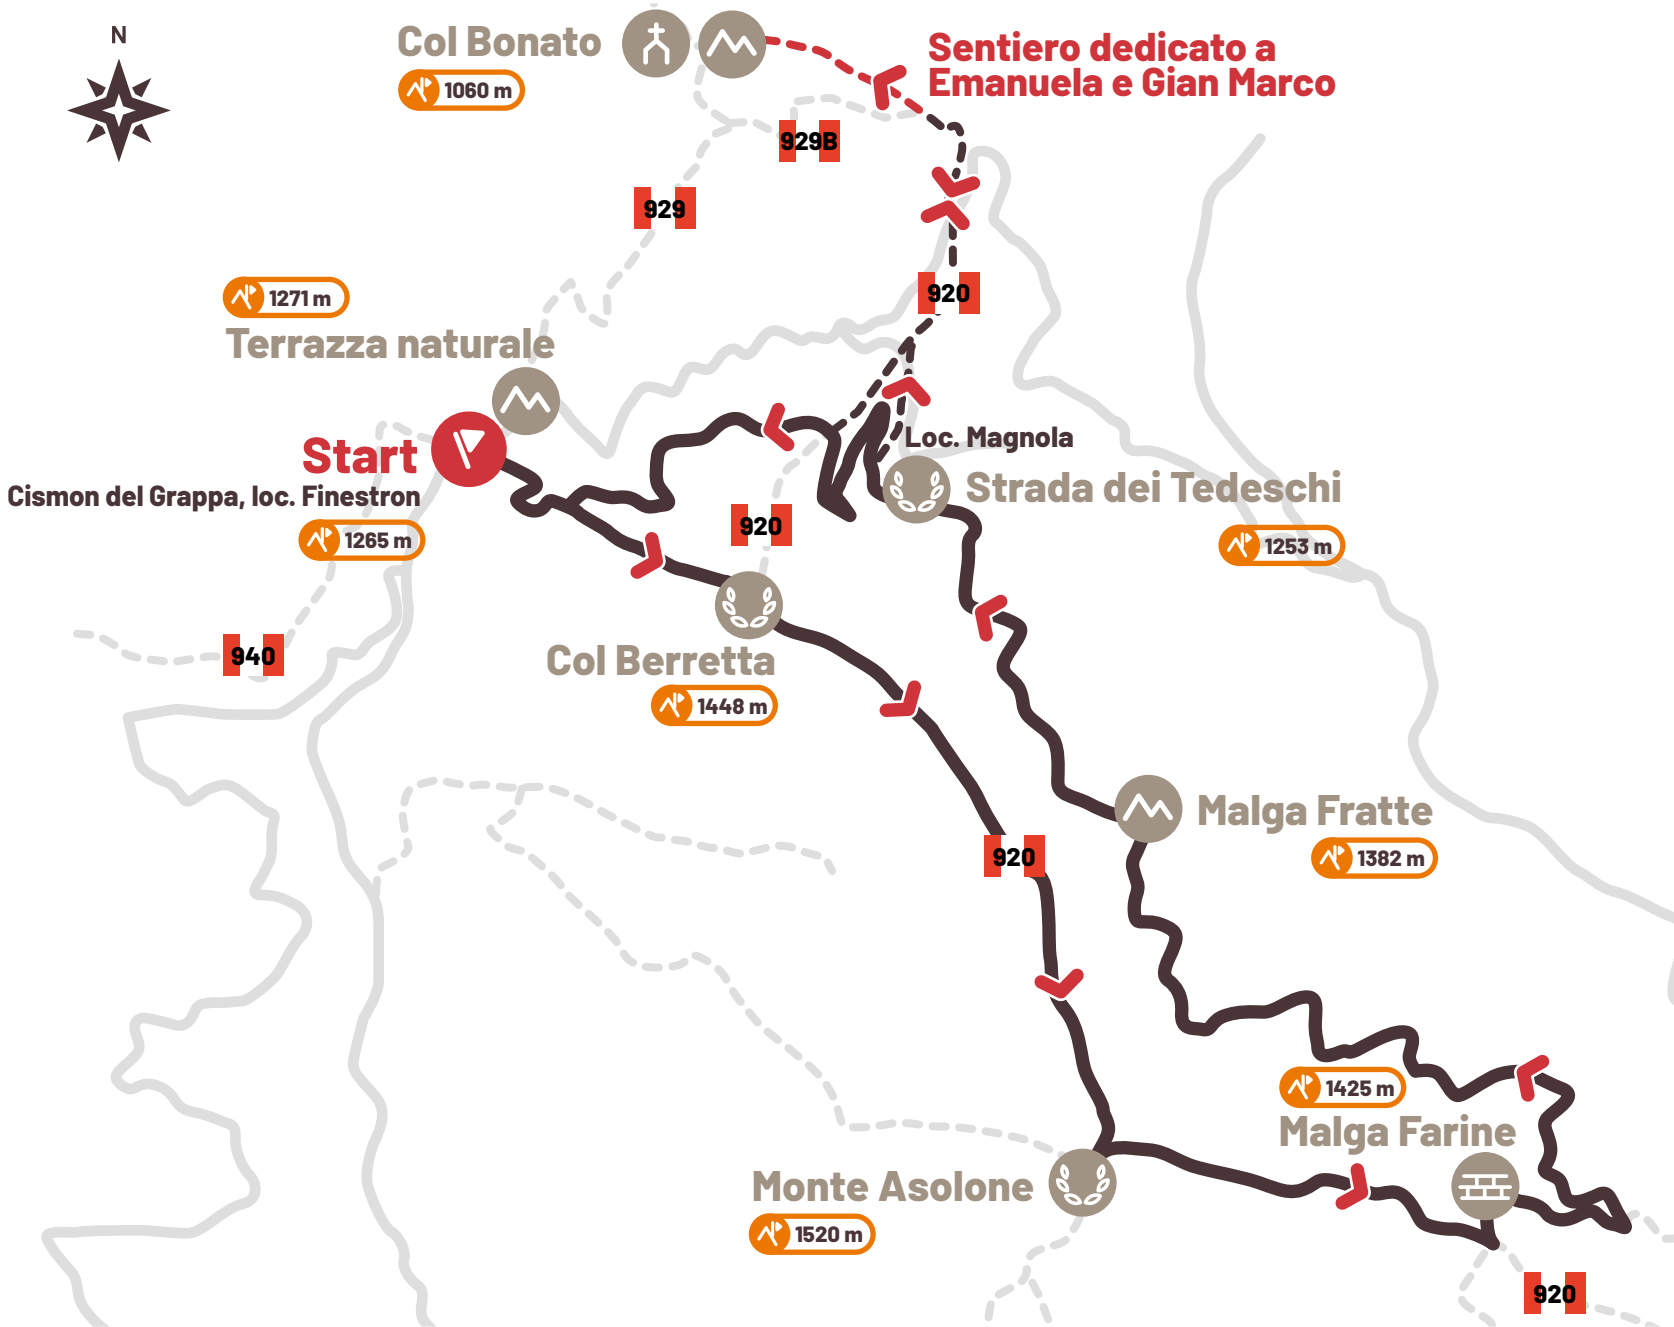 N
Col Bonato
1060 m
Sentiero dedicato a
Emanuela e Gian Marco
929B
929
920
1271 m
Terrazza naturale
Start
Cismon del Grappa, loc. Finestron
1265 m
Loc. Magnola
Strada dei Tedeschi
1253 m
920
940
Col Berretta
1448 m
920
Malga Fratte
1382 m
1425 m
Malga Farine
Monte Asolone
1520 m
920